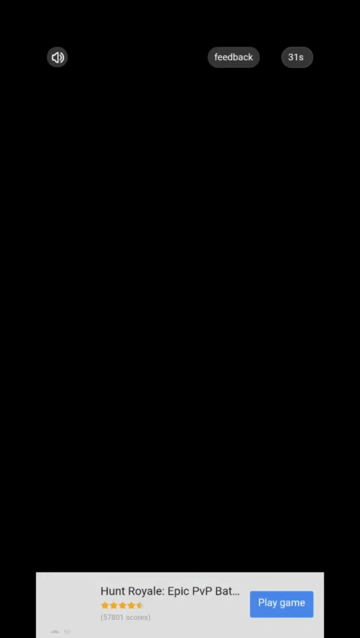 feedback 31s
Hunt Royale: Epic PvP Bat...
(57801 scores)
Play game